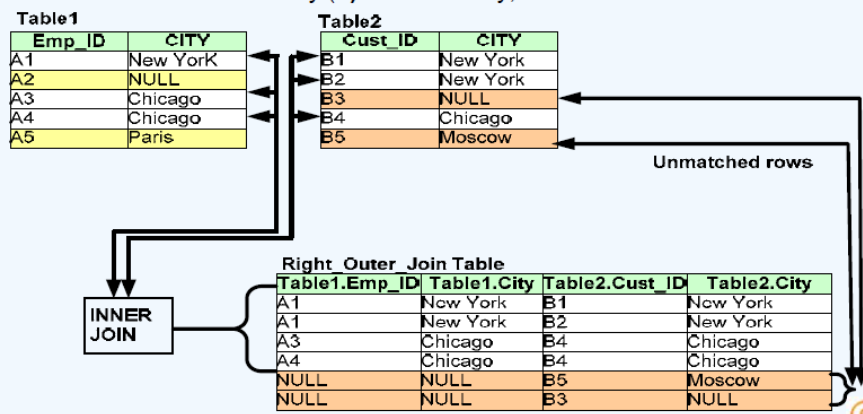 Table1 Table2
Emp_ID CITY Cust_ID CITY
A1 New YorK B1 New York
A2 NULL B2 New York
A3 Chicago B3 NULL
A4 Chicago B4 Chicago
A5 Paris B5 Moscow
Unmatched rows
Right_Outer_Join Table
Table1.Emp_ID Table1.City Table2.Cust_ID Table2.City
A1 New York B1 New York
INNER
JOIN
A1 New York B2 New York
A3 Chicago B4 Chicago
A4 Chicago B4 Chicago
NULL NULL B5 Moscow
NULL NULL B3 NULL